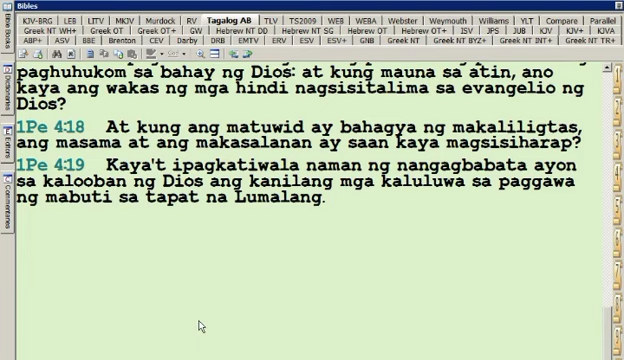 Bibles
KJV-BRG LEB LITV MKJV Murdock RV Tagalog AB TLV TS2009 WEB WEBA Webster Weymouth Williams YLT Compare Parallel
Greek NT WH+ Greek OT Greek OT+ GW Hebrew NT DD Hebrew NT SG Hebrew OT Hebrew OT+ ISV JPS JUB KJV KJV+ KJVA
ABP+ ASV BBE Brenton CEV Darby DRB EMTV ERV ESV ESV+ GNB Greek NT Greek NT BYZ+ Greek NT INT+ Greek NT TR+
paghuhukom sa bahay ng Dios: at kung mauna sa atin, ano
kaya ang wakas ng mga hindi nagsisitalima sa evangelio ng
Dios?
1Pe 4:18 At kung ang matuwid ay bahagya ng makaliligtas,
ang masama at ang makasalanan ay saan kaya magsisiharap?
1Pe 4:19 Kaya't ipagkatiwala naman ng nangagbabata ayon
sa kalooban ng Dios ang kanilang mga kaluluwa sa paggawa
ng mabuti sa tapat na Lumalang.
Bible Books
Dictionaries
Editors
Commentaries